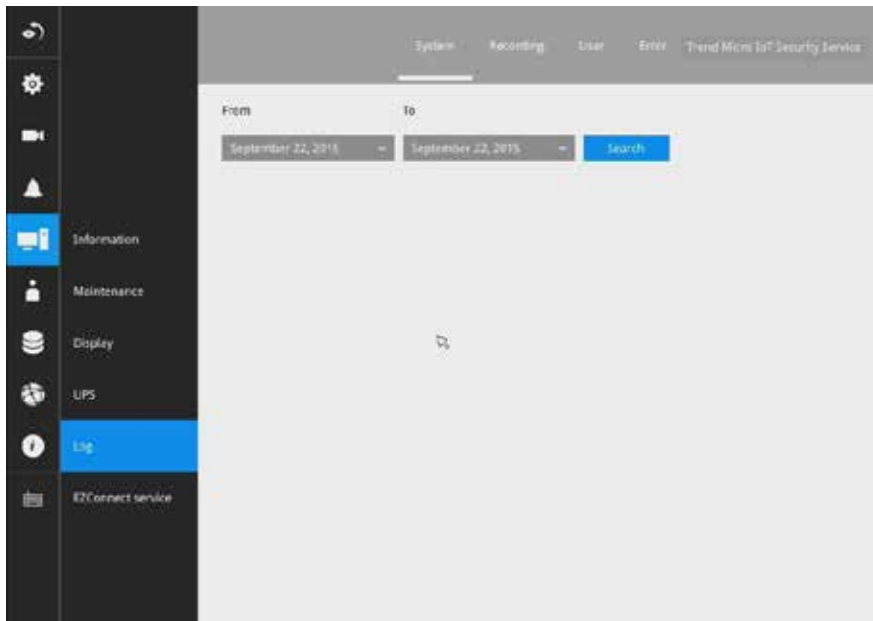 System Recording User Error Trend Micro IoT Security Service
From To
September 22, 2015 September 22, 2015 Search
Information
Maintenance
Display
UPS
Log
EZConnect service